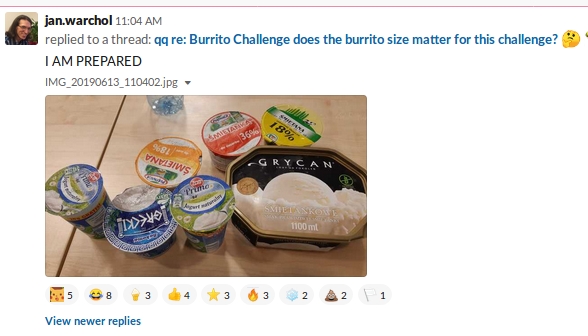 jan.warchol 11:04 AM
replied to a thread: qq re: Burrito Challenge does the burrito size matter for this challenge?
I AM PREPARED
IMG_20190613_110402.jpg
ŚMIETANKA
36%
ŚMIETANA
18%
ŚMIETANA
18%
GRYCAN
ŚMIETANKOWE
1100 ml
Primo
Jogurt naturalny
5 8 3 4 3 3 2 2 1
View newer replies